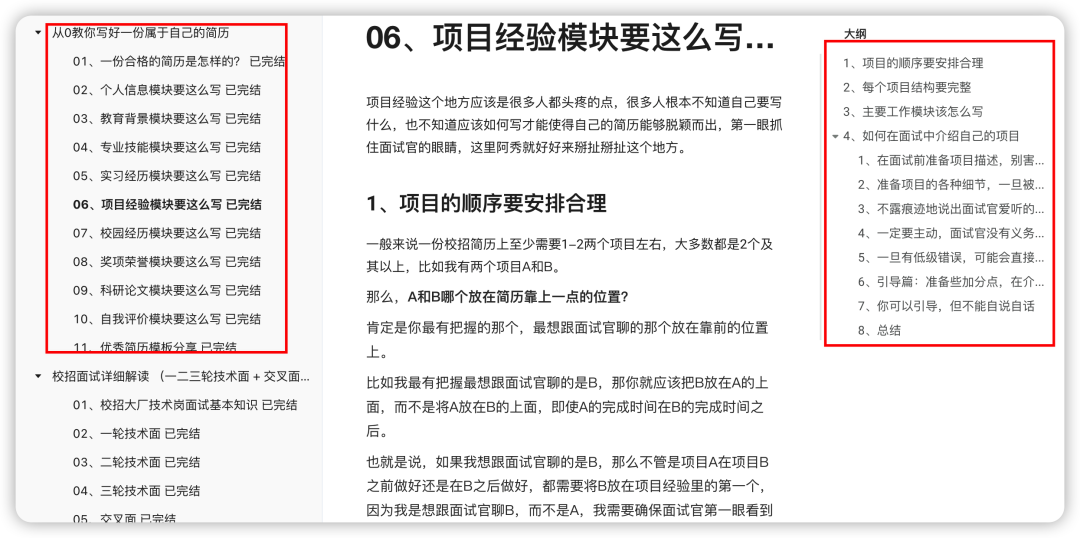 从0教你写好一份属于自己的简历
01、一份合格的简历是怎样的？ 已完结
02、个人信息模块要这么写 已完结
03、教育背景模块要这么写 已完结
04、专业技能模块要这么写 已完结
05、实习经历模块要这么写 已完结
06、项目经验模块要这么写 已完结
07、校园经历模块要这么写 已完结
08、奖项荣誉模块要这么写 已完结
09、科研论文模块要这么写 已完结
10、自我评价模块要这么写 已完结
11、优秀简历模板分享 已完结
校招面试详细解读 （一二三轮技术面 + 交叉面...
01、校招大厂技术岗面试基本知识 已完结
02、一轮技术面 已完结
03、二轮技术面 已完结
04、三轮技术面 已完结
05、交叉面 已完结
06、项目经验模块要这么写...
项目经验这个地方应该是很多人都头疼的点，很多人根本不知道自己要写
什么，也不知道应该如何写才能使得自己的简历能够脱颖而出，第一眼抓
住面试官的眼睛，这里阿秀就好好来掰扯掰扯这个地方。
1、项目的顺序要安排合理
一般来说一份校招简历上至少需要1-2两个项目左右，大多数都是2个及
其以上，比如我有两个项目A和B。
那么，A和B哪个放在简历靠上一点的位置？
肯定是你最有把握的那个，最想跟面试官聊的那个放在靠前的位置
上。
比如我最有把握最想跟面试官聊的是B，那你就应该把B放在A的上
面，而不是将A放在B的上面，即使A的完成时间在B的完成时间之
后。
也就是说，如果我想跟面试官聊的是B，那么不管是项目A在项目B
之前做好还是在B之后做好，都需要将B放在项目经验里的第一个，
因为我是想跟面试官聊B，而不是A，我需要确保面试官第一眼看到
大纲
1、项目的顺序要安排合理
2、每个项目结构要完整
3、主要工作模块该怎么写
4、如何在面试中介绍自己的项目
1、在面试前准备项目描述，别害...
2、准备项目的各种细节，一旦被...
3、不露痕迹地说出面试官爱听的...
4、一定要主动，面试官没有义务...
5、一旦有低级错误，可能会直接...
6、引导篇：准备些加分点，在介...
7、你可以引导，但不能自说自话
8、总结